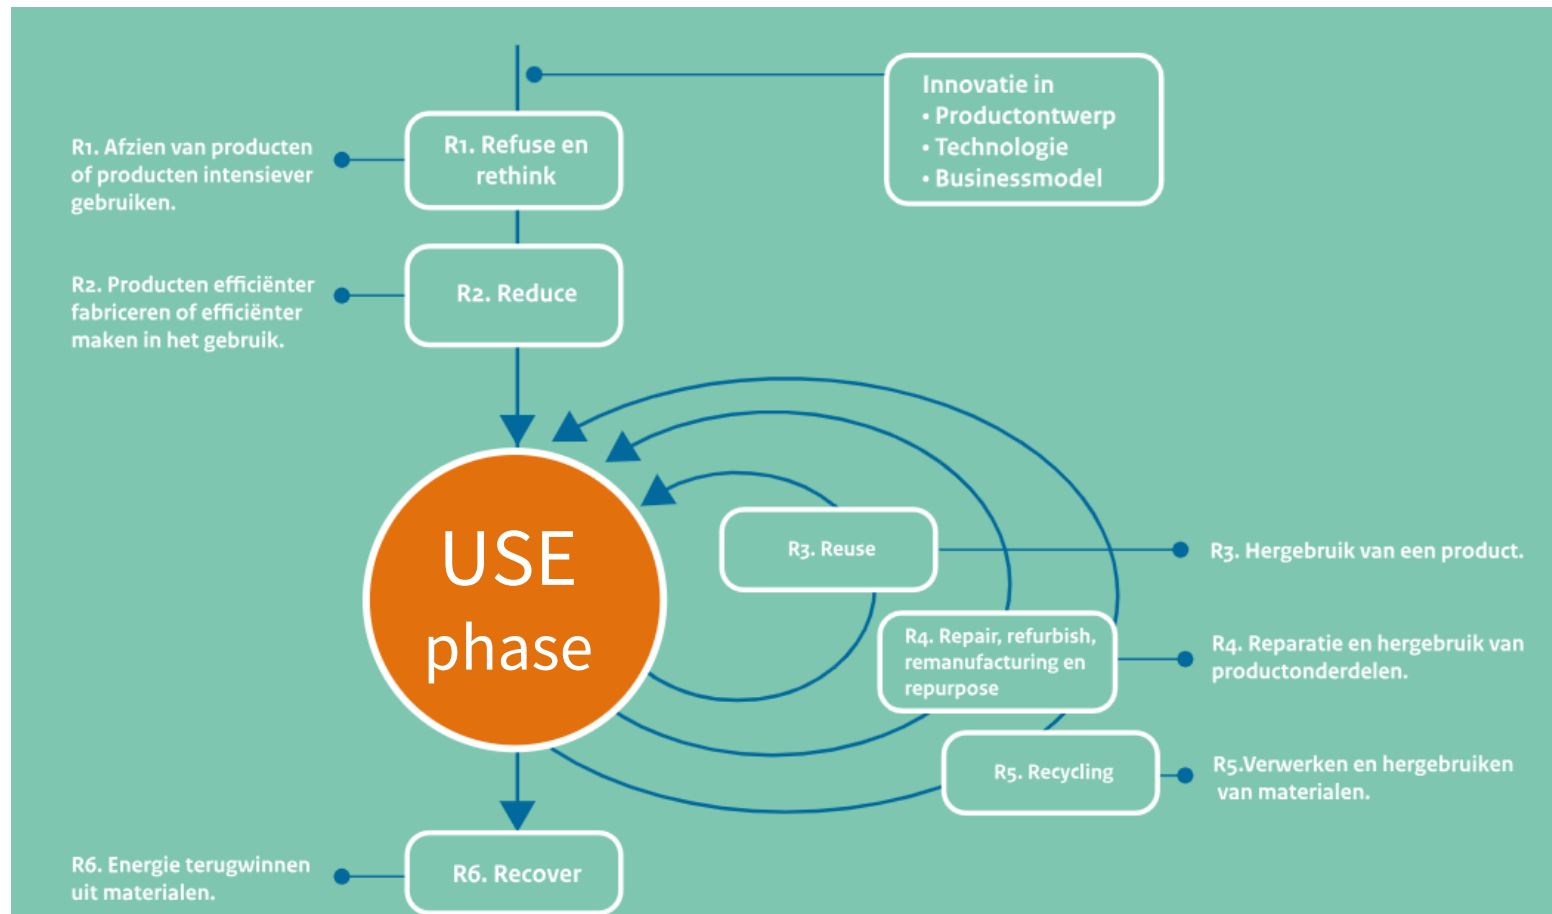 Innovatie in
• Productontwerp
• Technologie
• Businessmodel
R1. Afzien van producten
of producten intensiever
gebruiken.
R1. Refuse en
rethink
R2. Producten efficiënter
fabriceren of efficiënter
maken in het gebruik.
R2. Reduce
USE
phase
R3. Reuse
R3. Hergebruik van een product.
R4. Repair, refurbish,
remanufacturing en
repurpose
R4. Reparatie en hergebruik van
productonderdelen.
R5. Recycling
R5.Verwerken en hergebruiken
van materialen.
R6. Energie terugwinnen
uit materialen.
R6. Recover